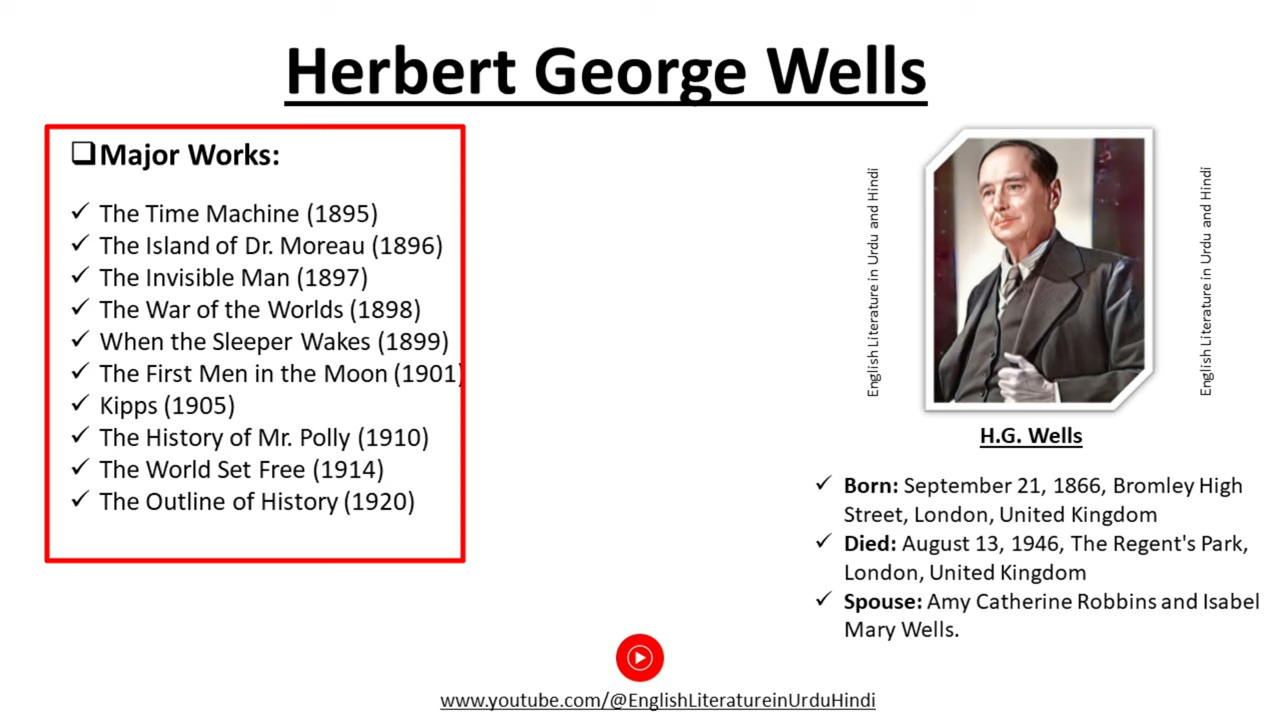 Herbert George Wells
Major Works:
The Time Machine (1895)
The Island of Dr. Moreau (1896)
The Invisible Man (1897)
The War of the Worlds (1898)
When the Sleeper Wakes (1899)
The First Men in the Moon (1901)
Kipps (1905)
The History of Mr. Polly (1910)
The World Set Free (1914)
The Outline of History (1920)
English Literature in Urdu and Hindi
English Literature in Urdu and Hindi
H.G. Wells
Born: September 21, 1866, Bromley High
Street, London, United Kingdom
Died: August 13, 1946, The Regent's Park,
London, United Kingdom
Spouse: Amy Catherine Robbins and Isabel
Mary Wells.
www.youtube.com/@EnglishLiteratureinUrduHindi